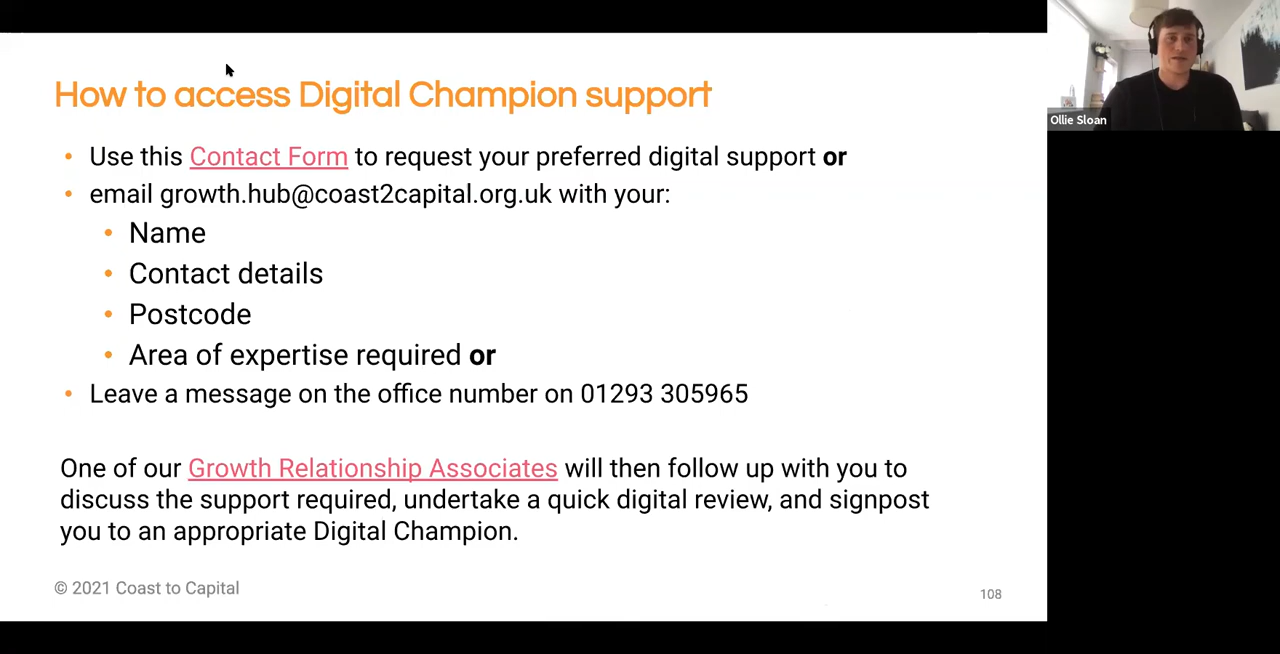 How to access Digital Champion support
• Use this Contact Form to request your preferred digital support or
• email growth.hub@coast2capital.org.uk with your:
• Name
• Contact details
• Postcode
• Area of expertise required or
• Leave a message on the office number on 01293 305965
One of our Growth Relationship Associates will then follow up with you to
discuss the support required, undertake a quick digital review, and signpost
you to an appropriate Digital Champion.
© 2021 Coast to Capital
108
Ollie Sloan